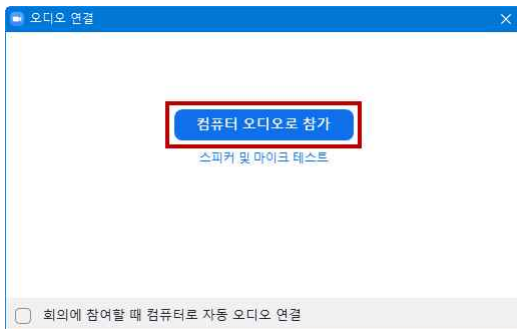 오디오 연결
컴퓨터 오디오로 참가
스피커 및 마이크 테스트
회의에 참여할 때 컴퓨터로 자동 오디오 연결